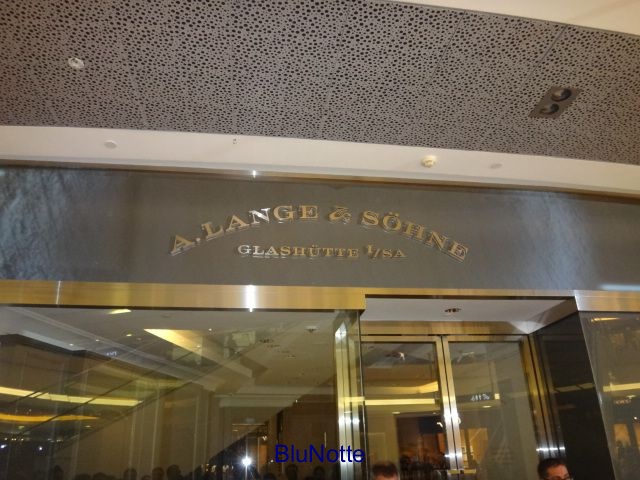 A. LANGE & SÖHNE
GLASHÜTTE I/SA
BluNotte